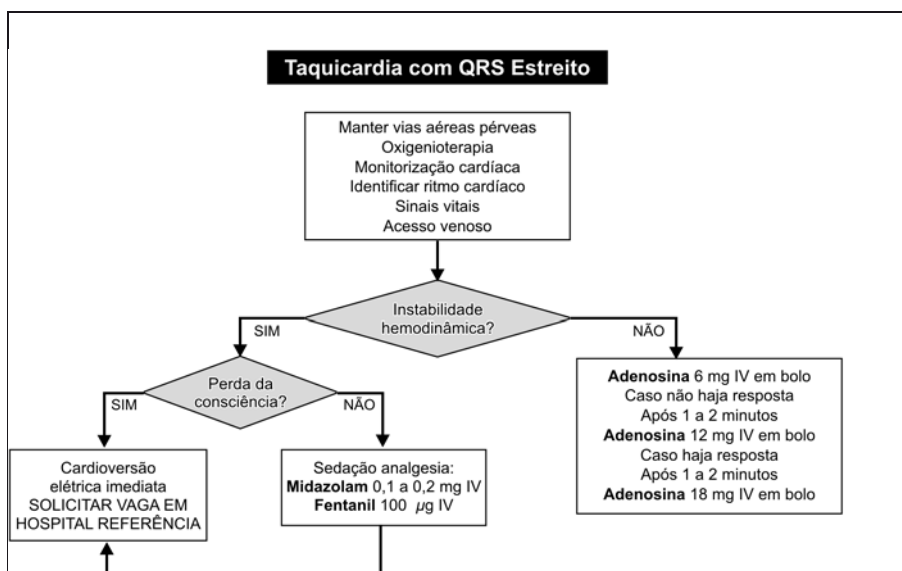 Taquicardia com QRS Estreito
Manter vias aéreas pérveas
Oxigenioterapia
Monitorização cardíaca
Identificar ritmo cardíaco
Sinais vitais
Acesso venoso
Instabilidade
hemodinâmica?
SIM
NÃO
Perda da
consciência?
SIM
NÃO
Adenosina 6 mg IV em bolo
Caso não haja resposta
Após 1 a 2 minutos
Adenosina 12 mg IV em bolo
Caso haja resposta
Após 1 a 2 minutos
Adenosina 18 mg IV em bolo
Cardioversão
elétrica imediata
SOLICITAR VAGA EM
HOSPITAL REFERÊNCIA
Sedação analgesia:
Midazolam 0,1 a 0,2 mg IV
Fentanil 100 µg IV